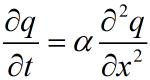 ∂q/∂t = α ∂²q/∂x²